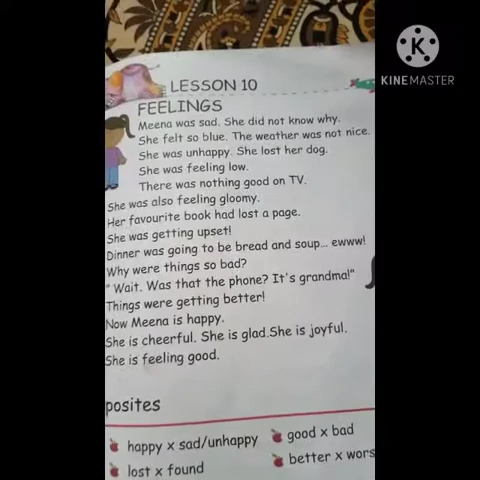 K
KINEMASTER
LESSON 10
FEELINGS
Meena was sad. She did not know why.
She felt so blue. The weather was not nice.
She was unhappy. She lost her dog.
She was feeling low.
There was nothing good on TV.
She was also feeling gloomy.
Her favourite book had lost a page.
She was getting upset!
Dinner was going to be bread and soup... ewww!
Why were things so bad?
" Wait. Was that the phone? It's grandma!"
Things were getting better!
Now Meena is happy.
She is cheerful. She is glad.She is joyful.
She is feeling good.
posites
happy x sad/unhappy
good x bad
lost x found
better x wors